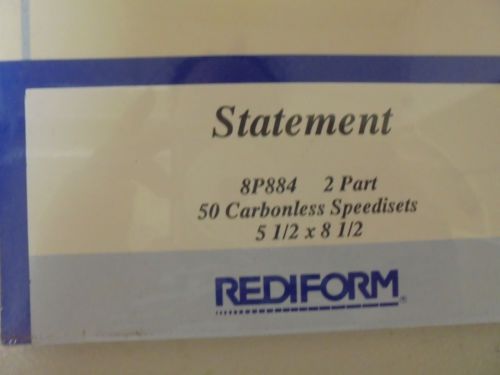 Statement
8P884 2 Part
50 Carbonless Speedisets
5 1/2 x 8 1/2
REDIFORM